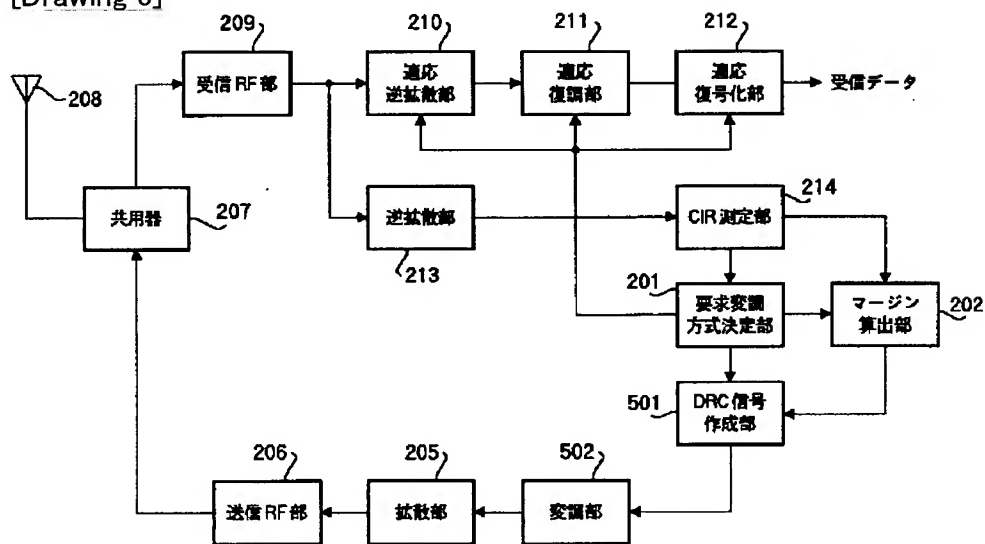 209
210
211
212
208
受信RF部
適応
逆拡散部
適応
復調部
適応
復号化部
受信データ
共用器
207
逆拡散部
213
214
CIR測定部
201
要求変調
方式決定部
マージン
算出部
202
501
DRC信号
作成部
206
205
502
送信RF部
拡散部
変調部